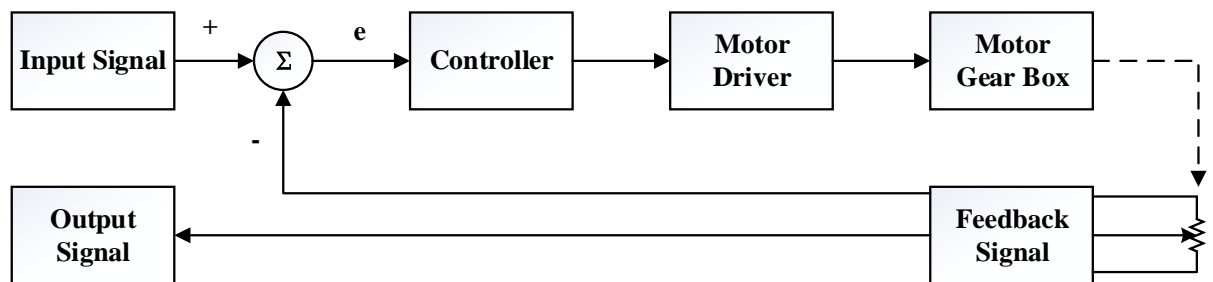 +
e
Input Signal
Σ
Controller
Motor
Driver
Motor
Gear Box
-
Output
Signal
Feedback
Signal